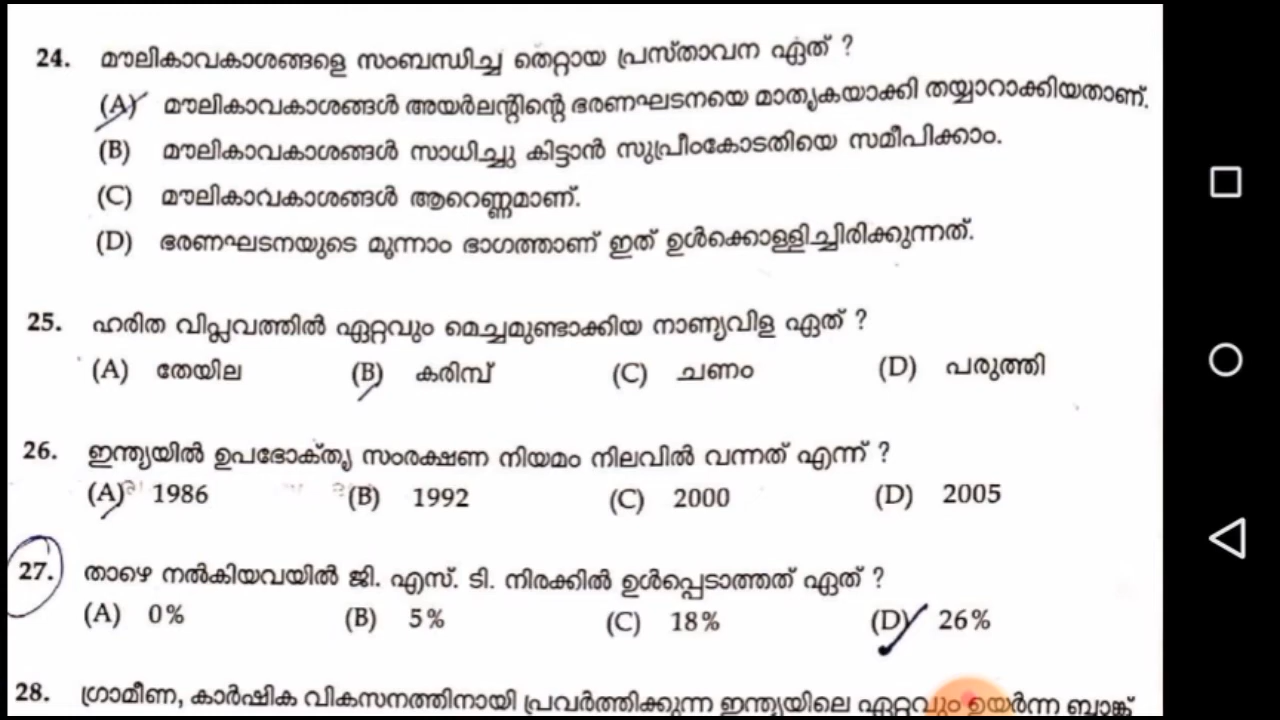 24. മൗലികാവകാശങ്ങളെ സംബന്ധിച്ച തെറ്റായ പ്രസ്താവന ഏത് ?
(A) മൗലികാവകാശങ്ങൾ അയർലന്റിന്റെ ഭരണഘടനയെ മാതൃകയാക്കി തയ്യാറാക്കിയതാണ്.
(B) മൗലികാവകാശങ്ങൾ സാധിച്ചു കിട്ടാൻ സുപ്രീംകോടതിയെ സമീപിക്കാം.
(C) മൗലികാവകാശങ്ങൾ ആറെണ്ണമാണ്.
(D) ഭരണഘടനയുടെ മൂന്നാം ഭാഗത്താണ് ഇത് ഉൾക്കൊള്ളിച്ചിരിക്കുന്നത്.
25. ഹരിത വിപ്ലവത്തിൽ ഏറ്റവും മെച്ചമുണ്ടാക്കിയ നാണ്യവിള ഏത് ?
(A) തേയില (B) കരിമ്പ് (C) ചണം (D) പരുത്തി
26. ഇന്ത്യയിൽ ഉപഭോക്തൃ സംരക്ഷണ നിയമം നിലവിൽ വന്നത് എന്ന് ?
(A) 1986 (B) 1992 (C) 2000 (D) 2005
27. താഴെ നൽകിയവയിൽ ജി. എസ്. ടി. നിരക്കിൽ ഉൾപ്പെടാത്തത് ഏത് ?
(A) 0% (B) 5% (C) 18% (D) 26%
28. ഗ്രാമീണ, കാർഷിക വികസനത്തിനായി പ്രവർത്തിക്കുന്ന ഇന്ത്യയിലെ ഏറ്റവും ഉയർന്ന ബാങ്ക്